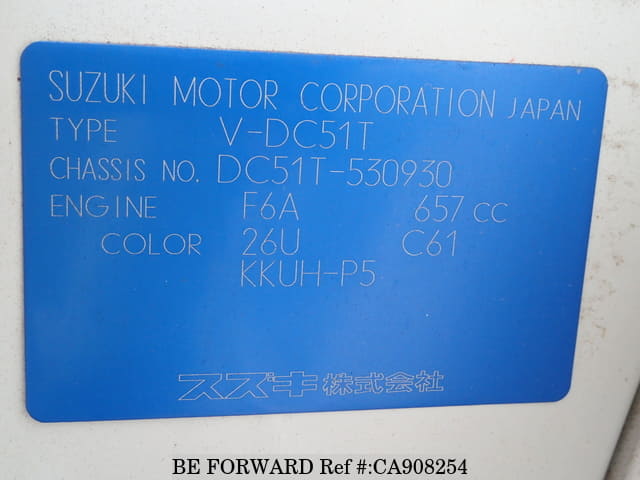 SUZUKI MOTOR CORPORATION JAPAN
TYPE V-DC51T
CHASSIS NO. DC51T-530930
ENGINE F6A 657 CC
COLOR 26U C61
KKUH-P5
スズキ株式会社
BE FORWARD Ref #:CA908254